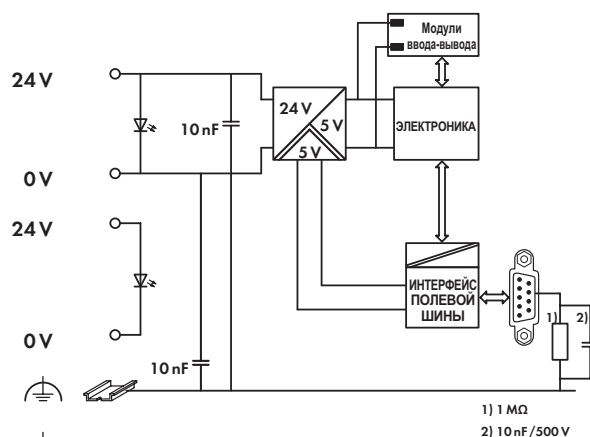 Модули
ввода-вывода
24 V
24 V
10 nF
5 V
ЭЛЕКТРОНИКА
5 V
0 V
24 V
ИНТЕРФЕЙС
ПОЛЕВОЙ
ШИНЫ
1)
2)
0 V
10 nF
1) 1 MΩ
2) 10 nF/500 V